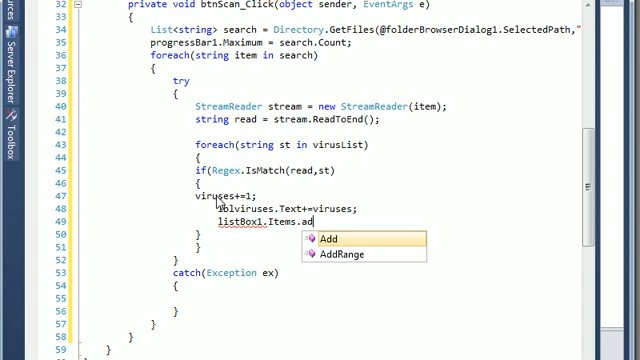 32 private void btnScan_Click(object sender, EventArgs e)
33 {
34 List<string> search = Directory.GetFiles(@folderBrowserDialog1.SelectedPath,"
35 progressBar1.Maximum = search.Count;
36 foreach(string item in search)
37 {
38 try
39 {
40 StreamReader stream = new StreamReader(item);
41 string read = stream.ReadToEnd();
42
43 foreach(string st in virusList)
44 {
45 if(Regex.IsMatch(read,st)
46 {
47 viruses+=1;
48 lblviruses.Text+=viruses;
49 listBox1.Items.ad
50 }
51 }
52 }
53 catch(Exception ex)
54 {
55
56 }
57 }
58 }
59 }
Add
AddRange
Server Explorer
Toolbox